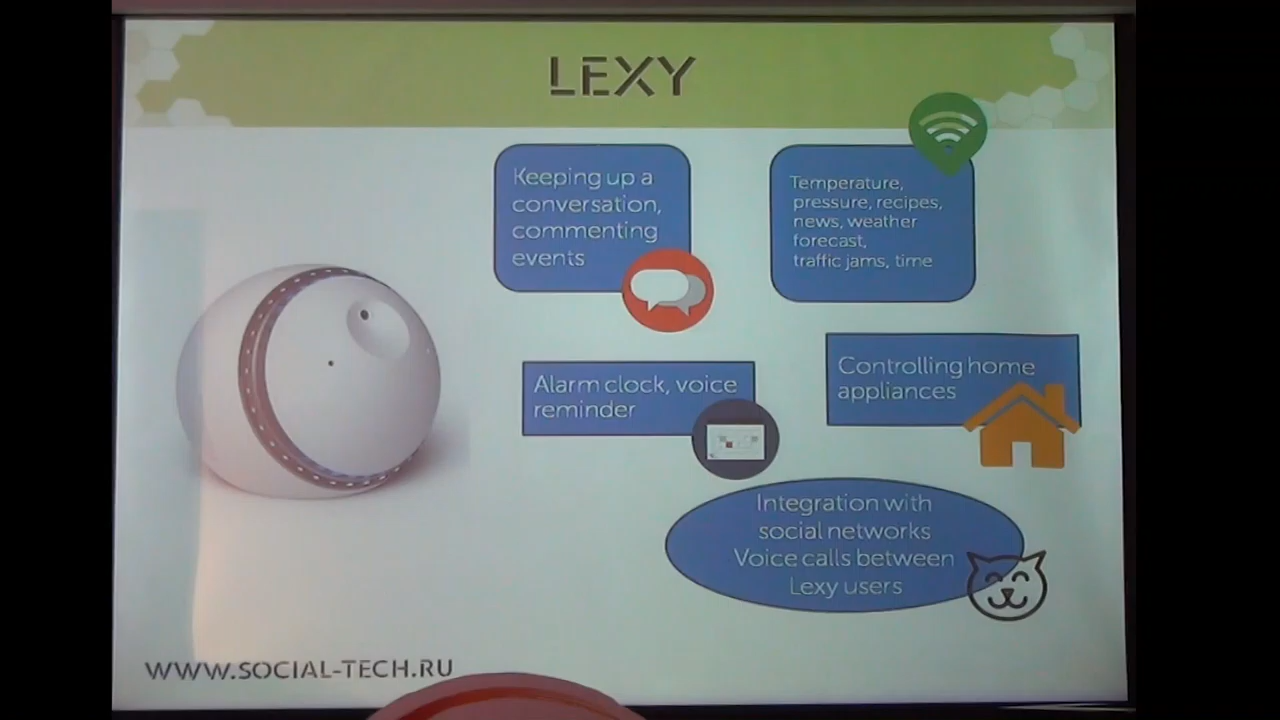 LEXY
Keeping up a
conversation,
commenting
events
Temperature,
pressure, recipes,
news, weather
forecast,
traffic jams, time
Alarm clock, voice
reminder
Controlling home
appliances
Integration with
social networks
Voice calls between
Lexy users
WWW.SOCIAL-TECH.RU